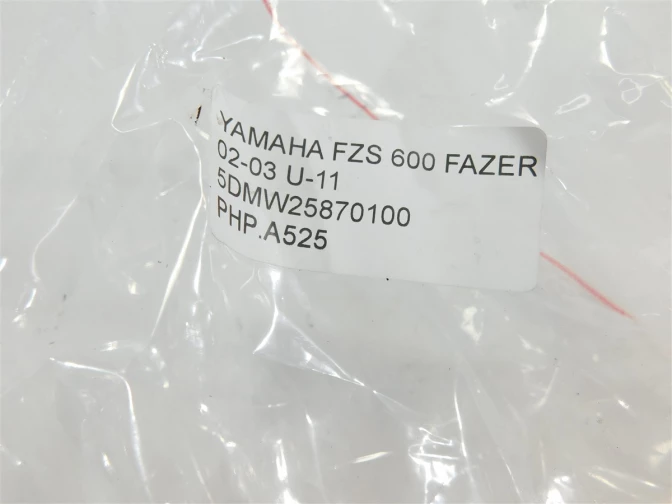 YAMAHA FZS 600 FAZER
02-03 U-11
5DMW25870100
PHP.A525